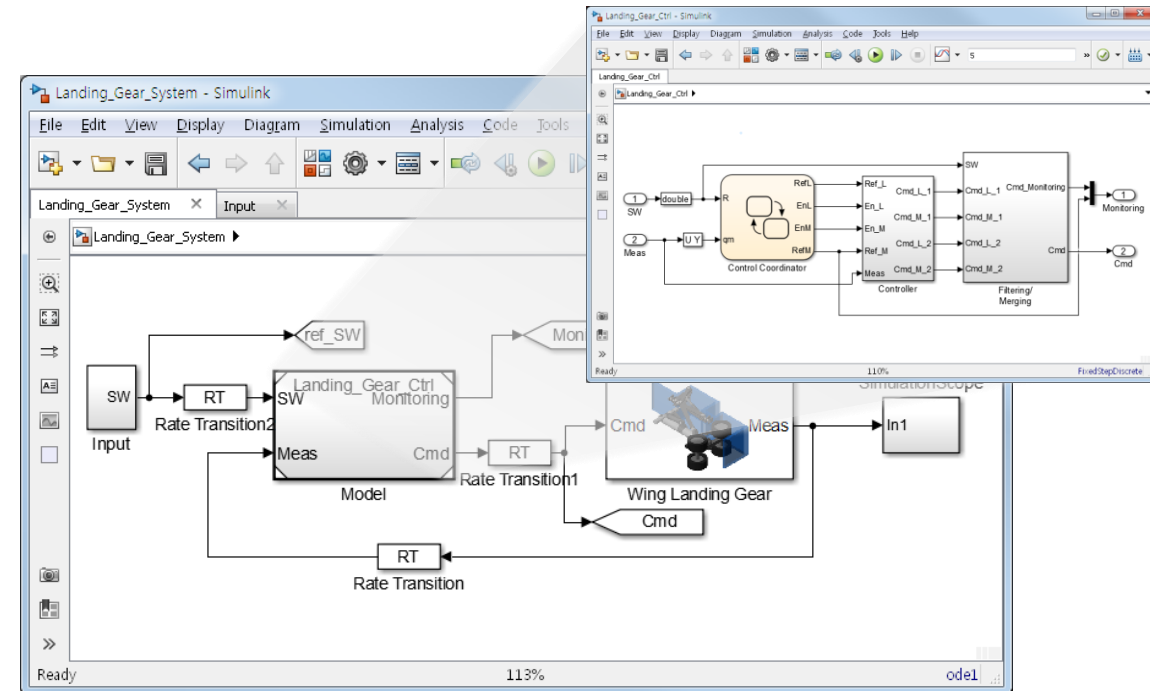 Landing_Gear_System - Simulink
File Edit View Display Diagram Simulation Analysis Code Tools
Landing_Gear_System Input
Landing_Gear_System
ref_SW
Moni
SW
Input
RT
Rate Transition2
Landing_Gear_Ctrl
SW
Monitoring
Meas
Cmd
Model
RT
Rate Transition1
Cmd
Meas
Wing Landing Gear
Cmd
SimulationScope
In1
RT
Rate Transition
Ready
113%
ode1
Landing_Gear_Ctrl - Simulink
File Edit View Display Diagram Simulation Analysis Code Tools Help
5
Landing_Gear_Ctrl
Landing_Gear_Ctrl
1
SW
double
2
Meas
U Y
R
qm
RefL
EnL
EnM
RefM
Control Coordinator
Ref_L
En_L
En_M
Ref_M
Meas
Cmd_L_1
Cmd_M_1
Cmd_L_2
Cmd_M_2
Controller
SW
Cmd_L_1
Cmd_M_1
Cmd_L_2
Cmd_M_2
Cmd_Monitoring
Cmd
Filtering/
Merging
1
Monitoring
2
Cmd
Ready
110%
FixedStepDiscrete